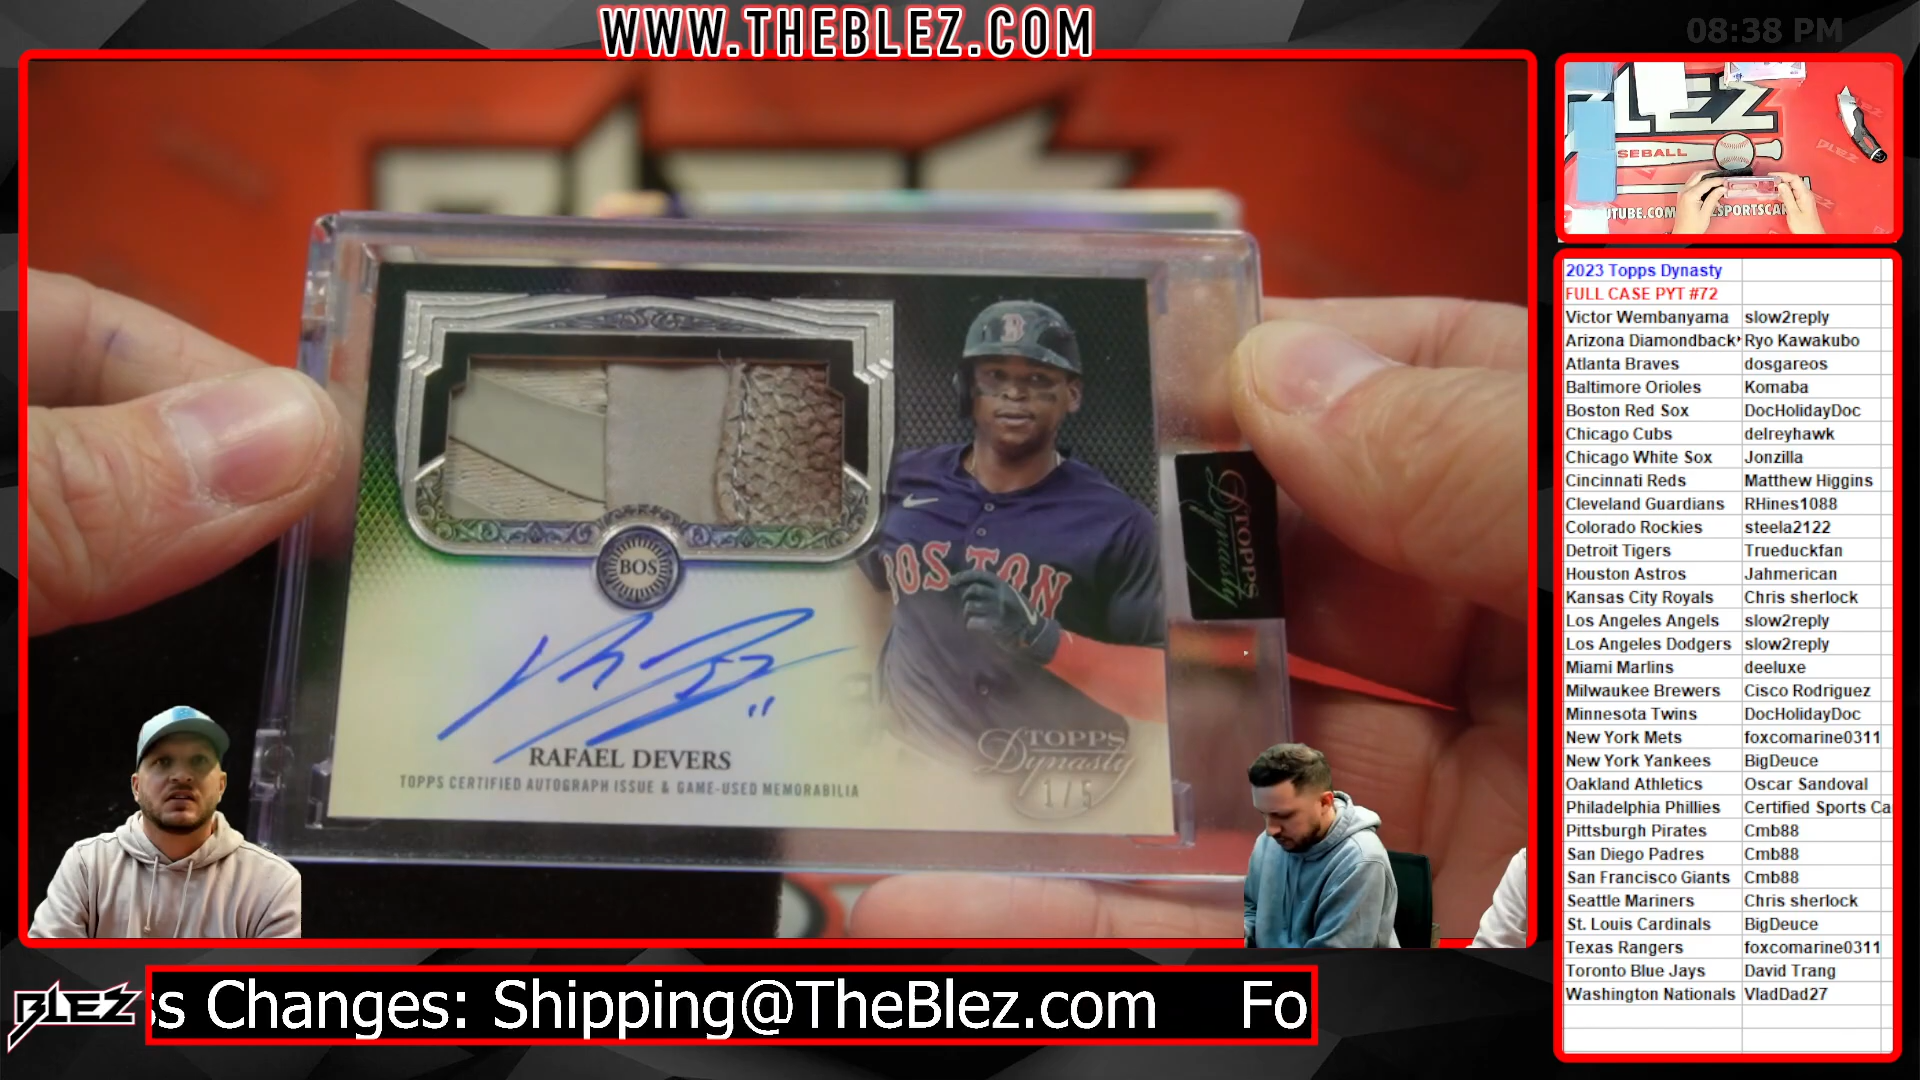 WWW.THEBLEZ.COM
08:38 PM
LEZ
SEBALL
UTUBE.COM
SPORTSCAR
2023 Topps Dynasty
FULL CASE PYT #72
Victor Wembanyama slow2reply
Arizona Diamondback Ryo Kawakubo
Atlanta Braves dosgareos
Baltimore Orioles Komaba
Boston Red Sox DocHolidayDoc
Chicago Cubs delreyhawk
Chicago White Sox Jonzilla
Cincinnati Reds Matthew Higgins
Cleveland Guardians RHines1088
Colorado Rockies steela2122
Detroit Tigers Trueduckfan
Houston Astros Jahmerican
Kansas City Royals Chris sherlock
Los Angeles Angels slow2reply
Los Angeles Dodgers slow2reply
Miami Marlins deeluxe
Milwaukee Brewers Cisco Rodriguez
Minnesota Twins DocHolidayDoc
New York Mets foxcomarine0311
New York Yankees BigDeuce
Oakland Athletics Oscar Sandoval
Philadelphia Phillies Certified Sports Ca
Pittsburgh Pirates Cmb88
San Diego Padres Cmb88
San Francisco Giants Cmb88
Seattle Mariners Chris sherlock
St. Louis Cardinals BigDeuce
Texas Rangers foxcomarine0311
Toronto Blue Jays David Trang
Washington Nationals VladDad27
B
BOSTON
BOS
TOPPS
Dynasty
11
RAFAEL DEVERS
TOPPS CERTIFIED AUTOGRAPH ISSUE & GAME-USED MEMORABILIA
TOPPS
Dynasty
1/5
BLEZ
ss Changes: Shipping@TheBlez.com Fo